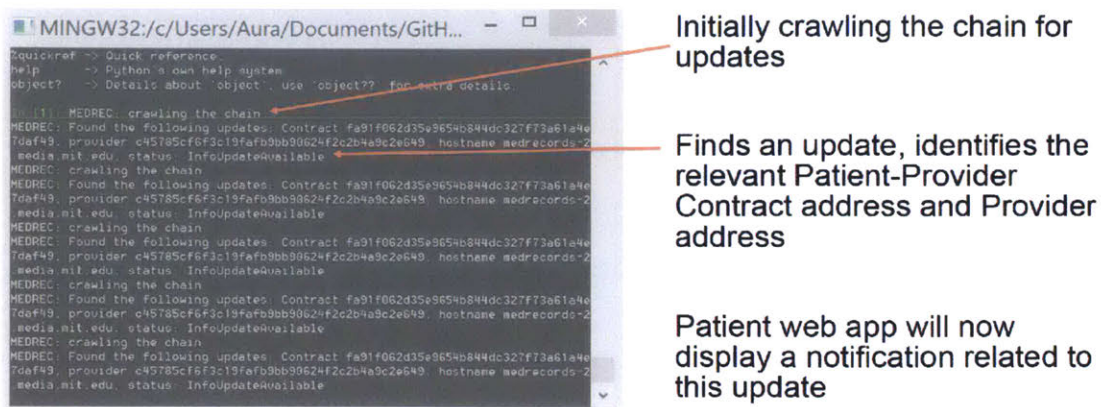 MINGW32:/c/Users/Aura/Documents/GitH...
%quickref -> Quick reference.
help -> Python's own help system.
object? -> Details about 'object', use 'object??' for extra details.
In [1]: MEDREC: crawling the chain
MEDREC: Found the following updates: Contract fa91f062d35e9654b844dc327f73a61a4e
7daf49, provider c45785cf6f3c19fafb9bb90624f2c2b4a9c2e649, hostname medrecords-2
.media.mit.edu, status: InfoUpdateAvailable
MEDREC: crawling the chain
MEDREC: Found the following updates: Contract fa91f062d35e9654b844dc327f73a61a4e
7daf49, provider c45785cf6f3c19fafb9bb90624f2c2b4a9c2e649, hostname medrecords-2
.media.mit.edu, status: InfoUpdateAvailable
MEDREC: crawling the chain
MEDREC: Found the following updates: Contract fa91f062d35e9654b844dc327f73a61a4e
7daf49, provider c45785cf6f3c19fafb9bb90624f2c2b4a9c2e649, hostname medrecords-2
.media.mit.edu, status: InfoUpdateAvailable
MEDREC: crawling the chain
MEDREC: Found the following updates: Contract fa91f062d35e9654b844dc327f73a61a4e
7daf49, provider c45785cf6f3c19fafb9bb90624f2c2b4a9c2e649, hostname medrecords-2
.media.mit.edu, status: InfoUpdateAvailable
MEDREC: crawling the chain
MEDREC: Found the following updates: Contract fa91f062d35e9654b844dc327f73a61a4e
7daf49, provider c45785cf6f3c19fafb9bb90624f2c2b4a9c2e649, hostname medrecords-2
.media.mit.edu, status: InfoUpdateAvailable
Initially crawling the chain for
updates
Finds an update, identifies the
relevant Patient-Provider
Contract address and Provider
address
Patient web app will now
display a notification related to
this update